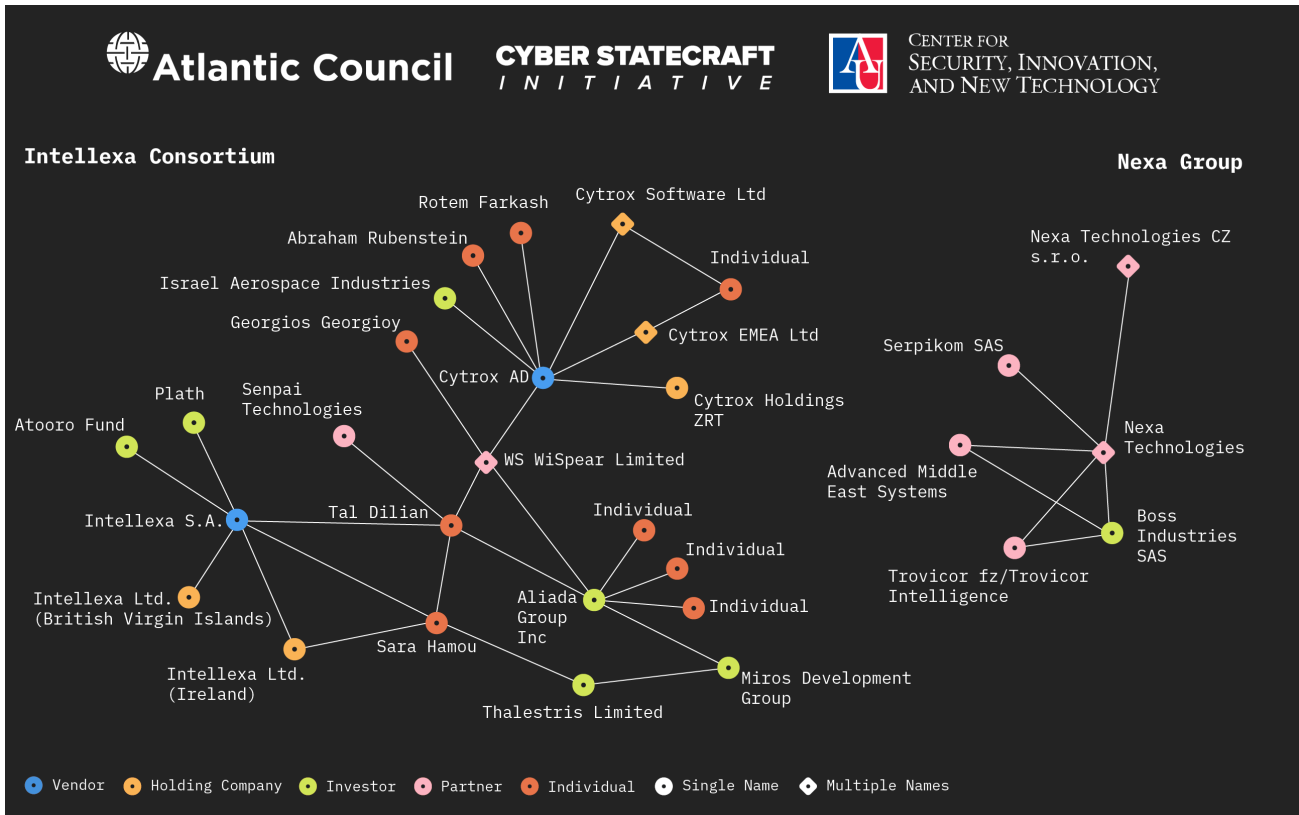 Atlantic Council
CYBER STATECRAFT
INITIATIVE
AU
CENTER FOR
SECURITY, INNOVATION,
AND NEW TECHNOLOGY
Intellexa Consortium
Nexa Group
Rotem Farkash
Cytrox Software Ltd
Abraham Rubenstein
Individual
Israel Aerospace Industries
Georgios Georgioy
Cytrox EMEA Ltd
Cytrox AD
Cytrox Holdings
ZRT
Plath
Senpai
Technologies
Atooro Fund
WS WiSpear Limited
Tal Dilian
Intellexa S.A.
Individual
Individual
Individual
Aliada
Group
Inc
Intellexa Ltd.
(British Virgin Islands)
Sara Hamou
Intellexa Ltd.
(Ireland)
Miros Development
Group
Thalestris Limited
Nexa Technologies CZ
s.r.o.
Serpikom SAS
Nexa
Technologies
Advanced Middle
East Systems
Boss
Industries
SAS
Trovicor fz/Trovicor
Intelligence
Vendor
Holding Company
Investor
Partner
Individual
Single Name
Multiple Names